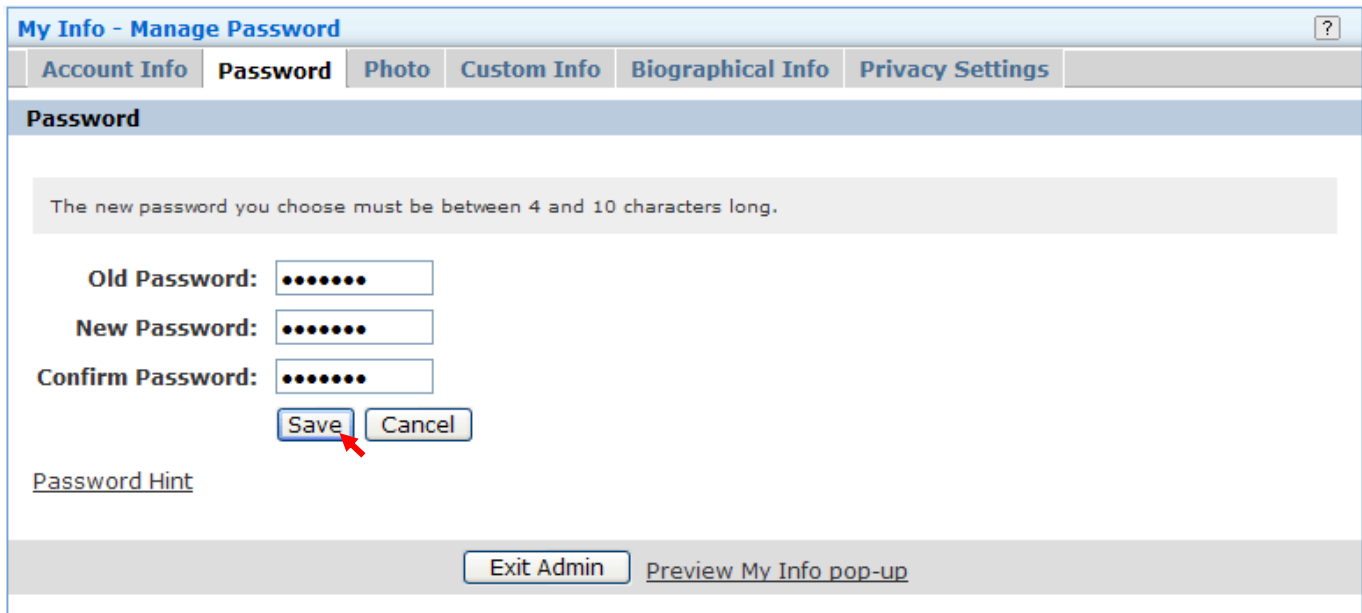 My Info - Manage Password ?
Account Info Password Photo Custom Info Biographical Info Privacy Settings
Password
The new password you choose must be between 4 and 10 characters long.
Old Password: •••••••
New Password: •••••••
Confirm Password: •••••••
Save Cancel
Password Hint
Exit Admin Preview My Info pop-up